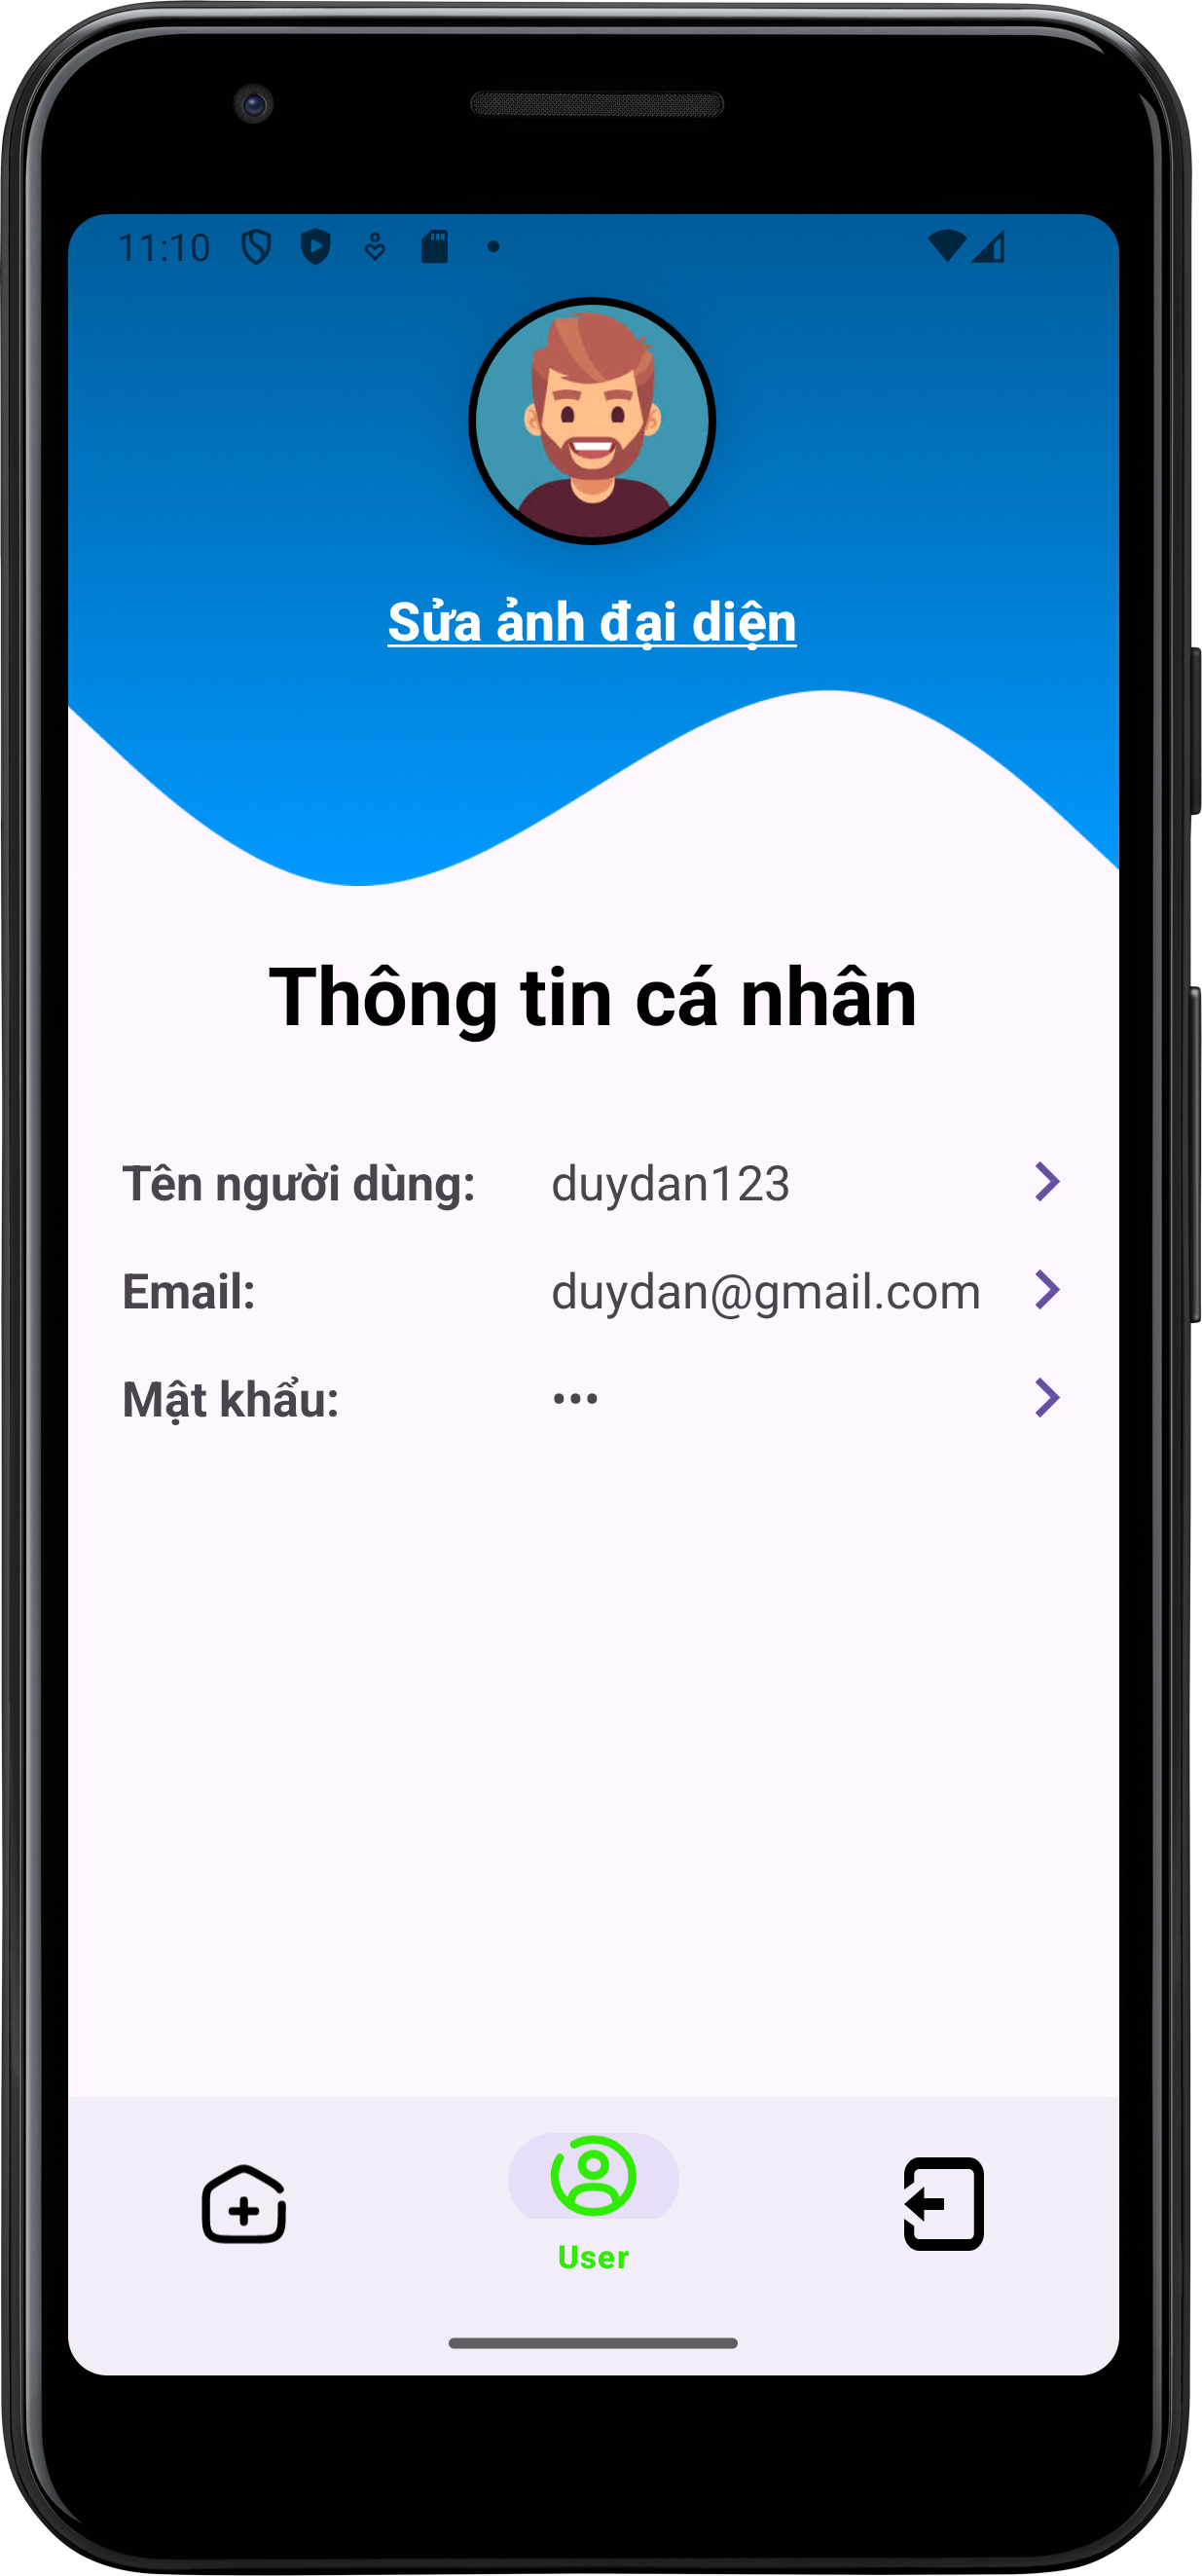 11:10
Sửa ảnh đại diện
Thông tin cá nhân
Tên người dùng: duydan123
Email: duydan@gmail.com
Mật khẩu: •••
User